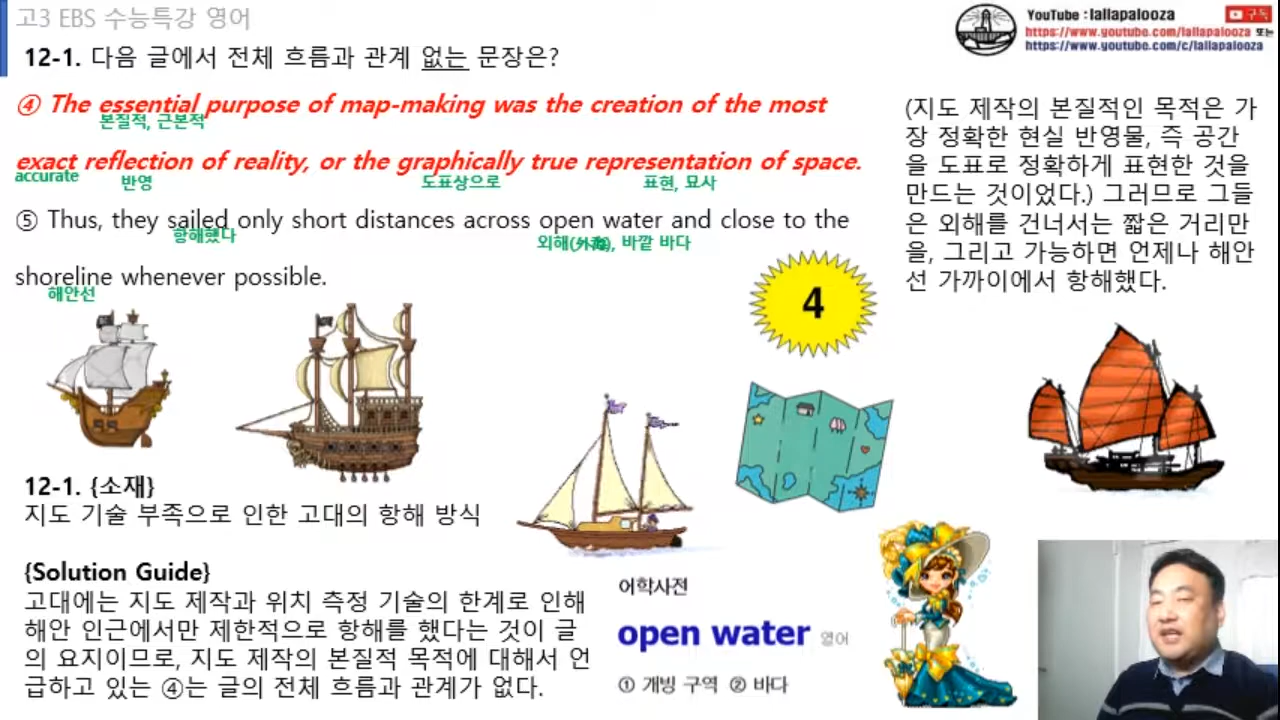 고3 EBS 수능특강 영어
12-1. 다음 글에서 전체 흐름과 관계 없는 문장은?
YouTube : lallapalooza
구독
https://www.youtube.com/lallapalooza 또는
https://www.youtube.com/c/lallapalooza
④ The essential purpose of map-making was the creation of the most
본질적, 근본적
exact reflection of reality, or the graphically true representation of space.
accurate 반영 도표상으로 표현, 묘사
⑤ Thus, they sailed only short distances across open water and close to the
항해했다 외해(外海), 바깥 바다
shoreline whenever possible.
해안선
(지도 제작의 본질적인 목적은 가
장 정확한 현실 반영물, 즉 공간
을 도표로 정확하게 표현한 것을
만드는 것이었다.) 그러므로 그들
은 외해를 건너서는 짧은 거리만
을, 그리고 가능하면 언제나 해안
선 가까이에서 항해했다.
4
12-1. {소재}
지도 기술 부족으로 인한 고대의 항해 방식
{Solution Guide}
고대에는 지도 제작과 위치 측정 기술의 한계로 인해
해안 인근에서만 제한적으로 항해를 했다는 것이 글
의 요지이므로, 지도 제작의 본질적 목적에 대해서 언
급하고 있는 ④는 글의 전체 흐름과 관계가 없다.
어학사전
open water 영어
① 개빙 구역 ② 바다